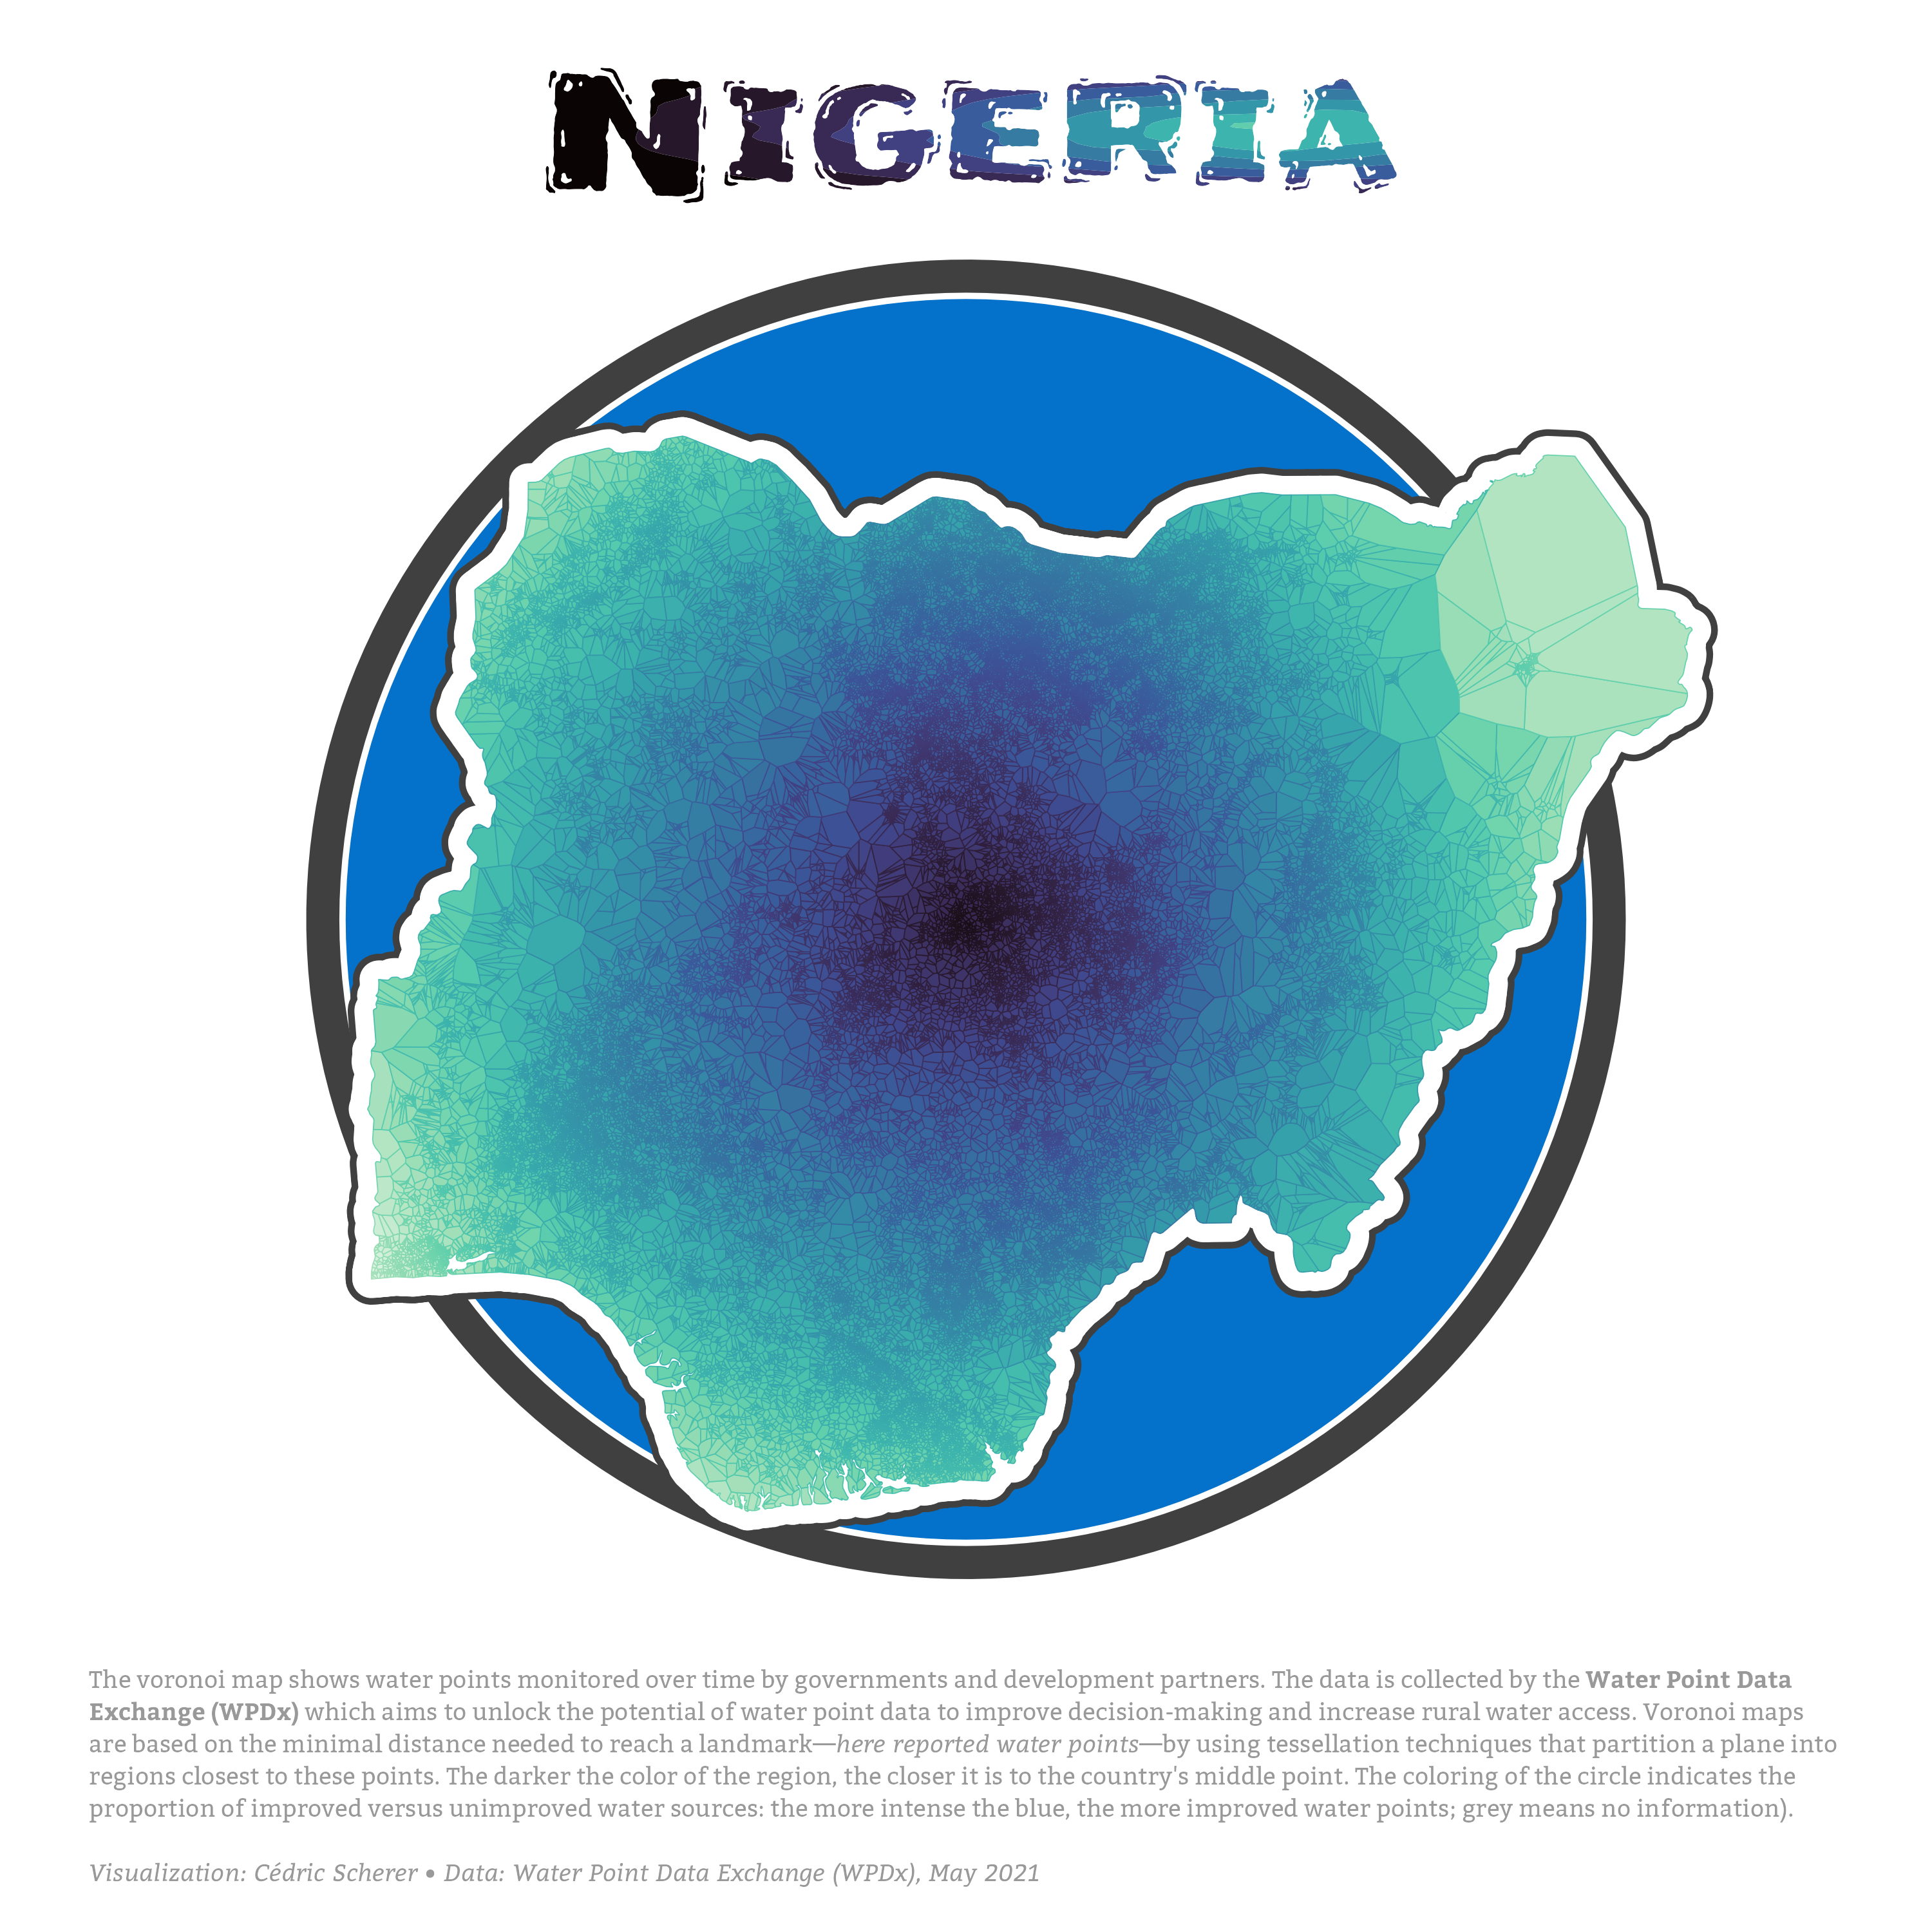 NIGERIA
The voronoi map shows water points monitored over time by governments and development partners. The data is collected by the Water Point Data
Exchange (WPDx) which aims to unlock the potential of water point data to improve decision-making and increase rural water access. Voronoi maps
are based on the minimal distance needed to reach a landmark—here reported water points—by using tessellation techniques that partition a plane into
regions closest to these points. The darker the color of the region, the closer it is to the country's middle point. The coloring of the circle indicates the
proportion of improved versus unimproved water sources: the more intense the blue, the more improved water points; grey means no information).
Visualization: Cédric Scherer • Data: Water Point Data Exchange (WPDx), May 2021